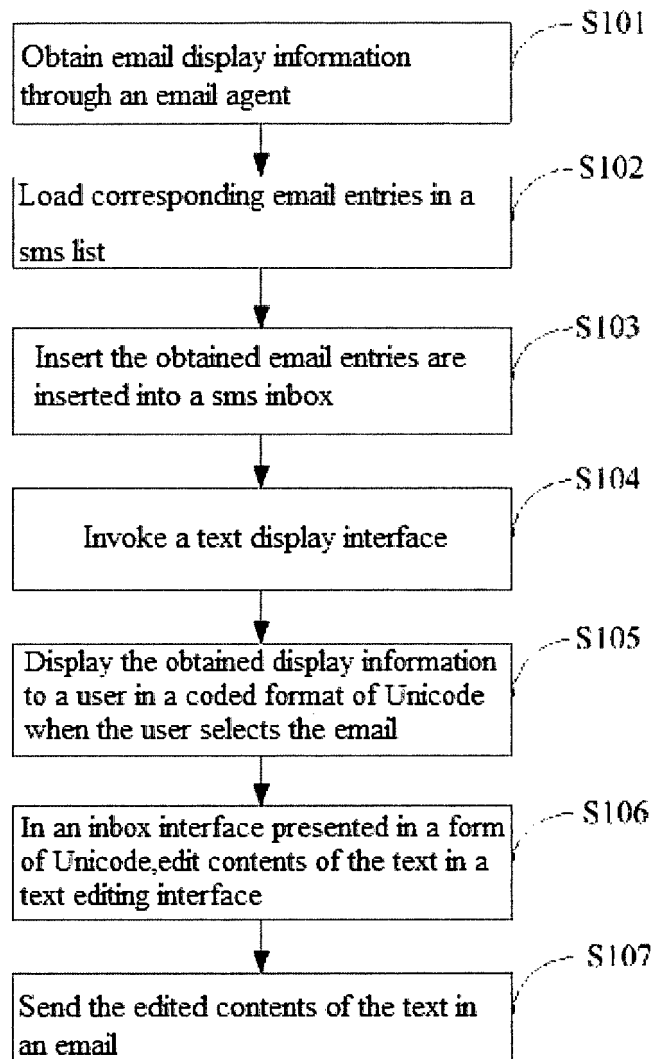 S101
Obtain email display information
through an email agent
S102
Load corresponding email entries in a
sms list
S103
Insert the obtained email entries are
inserted into a sms inbox
S104
Invoke a text display interface
S105
Display the obtained display information
to a user in a coded format of Unicode
when the user selects the email
S106
In an inbox interface presented in a form
of Unicode,edit contents of the text in a
text editing interface
S107
Send the edited contents of the text in
an email